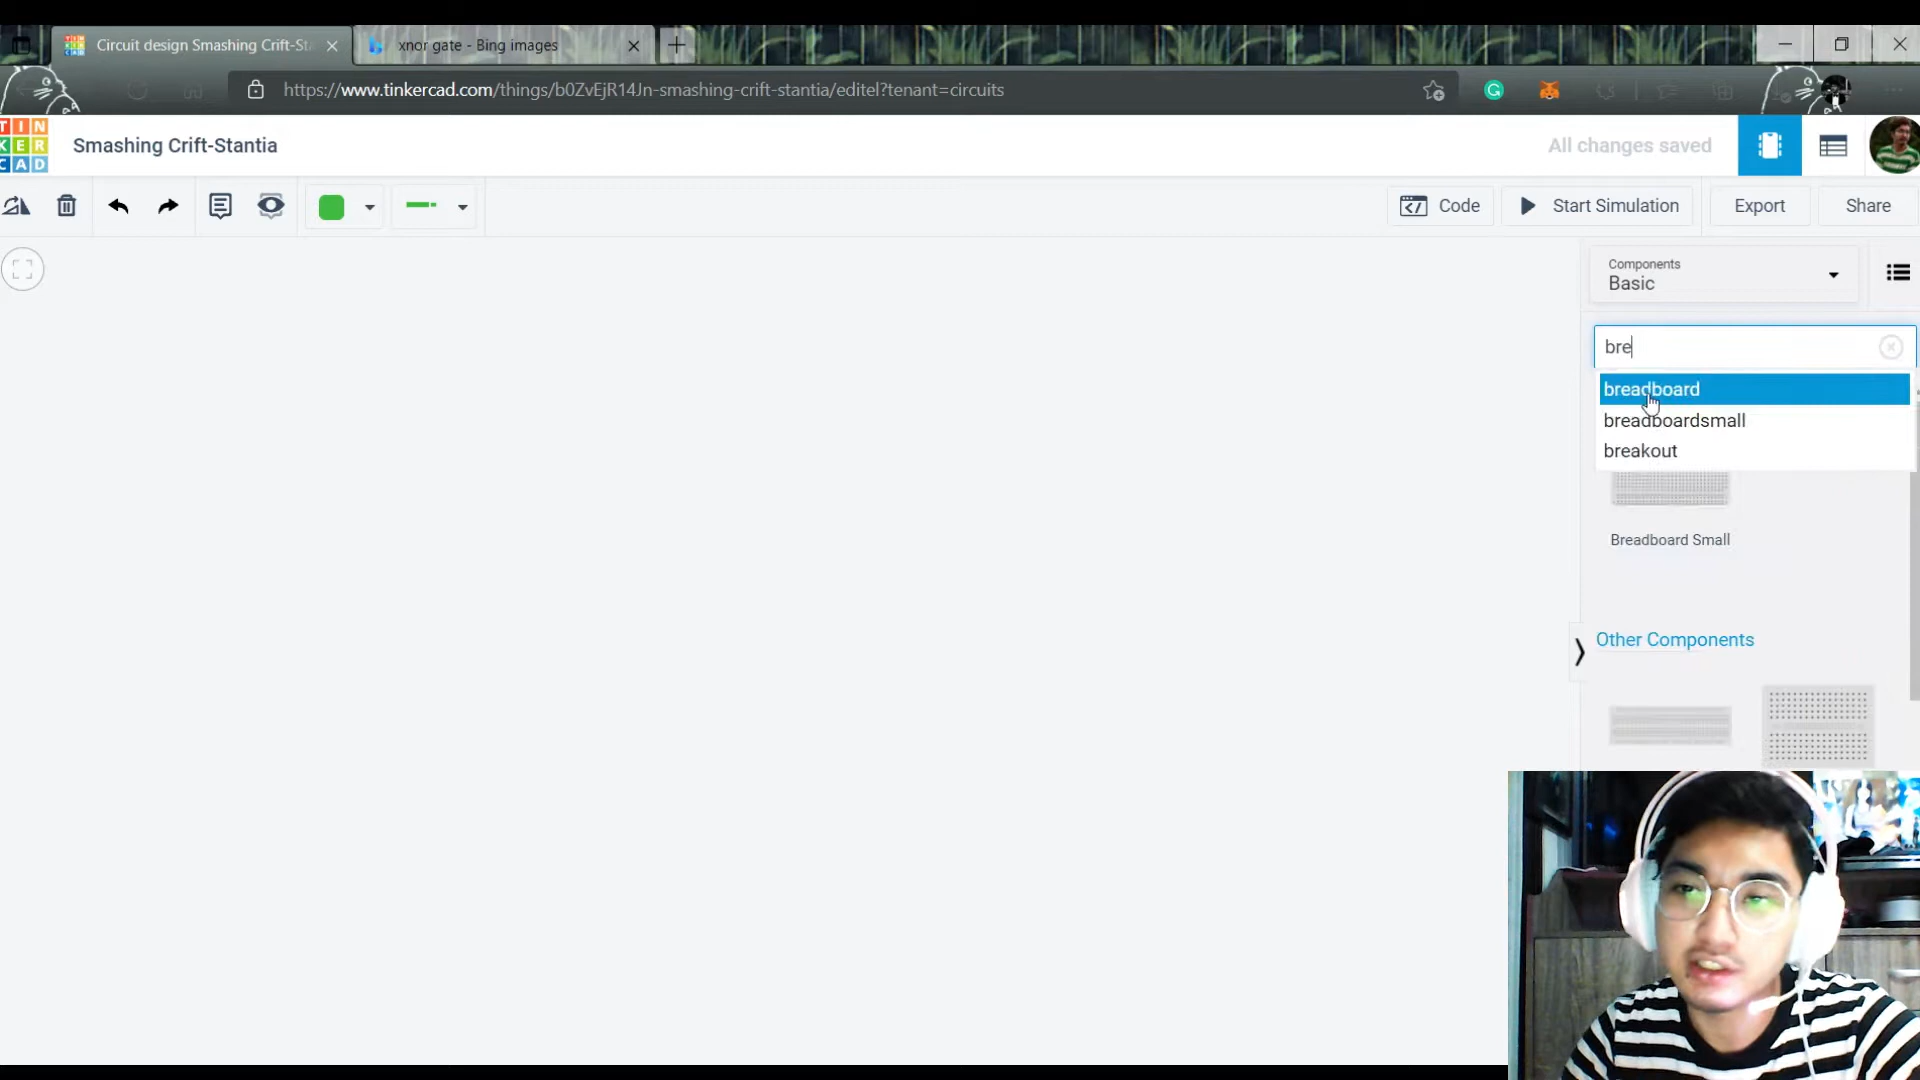 Circuit design Smashing Crift-St
xnor gate - Bing images
https://www.tinkercad.com/things/b0ZvEjR14Jn-smashing-crift-stantia/editel?tenant=circuits
TIN
KER
CAD
Smashing Crift-Stantia
All changes saved
Code
Start Simulation
Export
Share
Components
Basic
bre
breadboard
breadboardsmall
breakout
Breadboard Small
Other Components